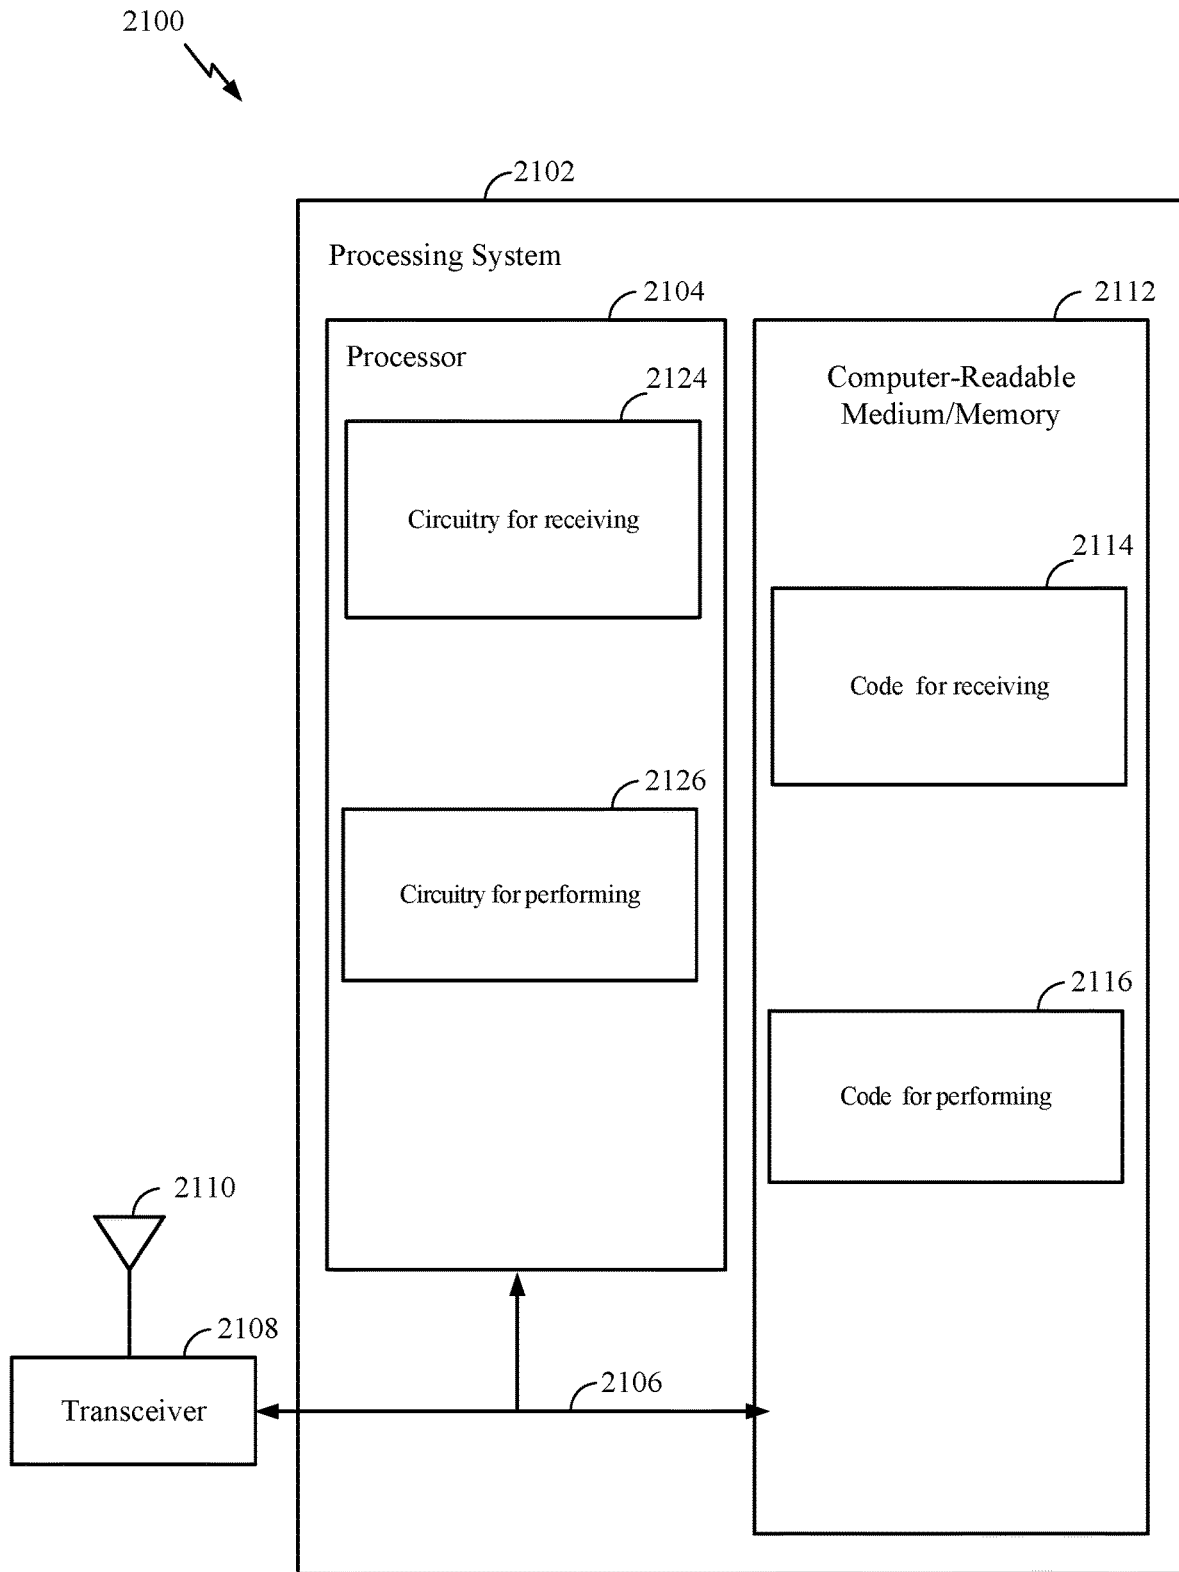 2100
2102
Processing System
2104
2112
Processor
Computer-Readable
Medium/Memory
2124
Circuitry for receiving
2114
Code for receiving
2126
Circuitry for performing
2116
Code for performing
2110
2108
Transceiver
2106